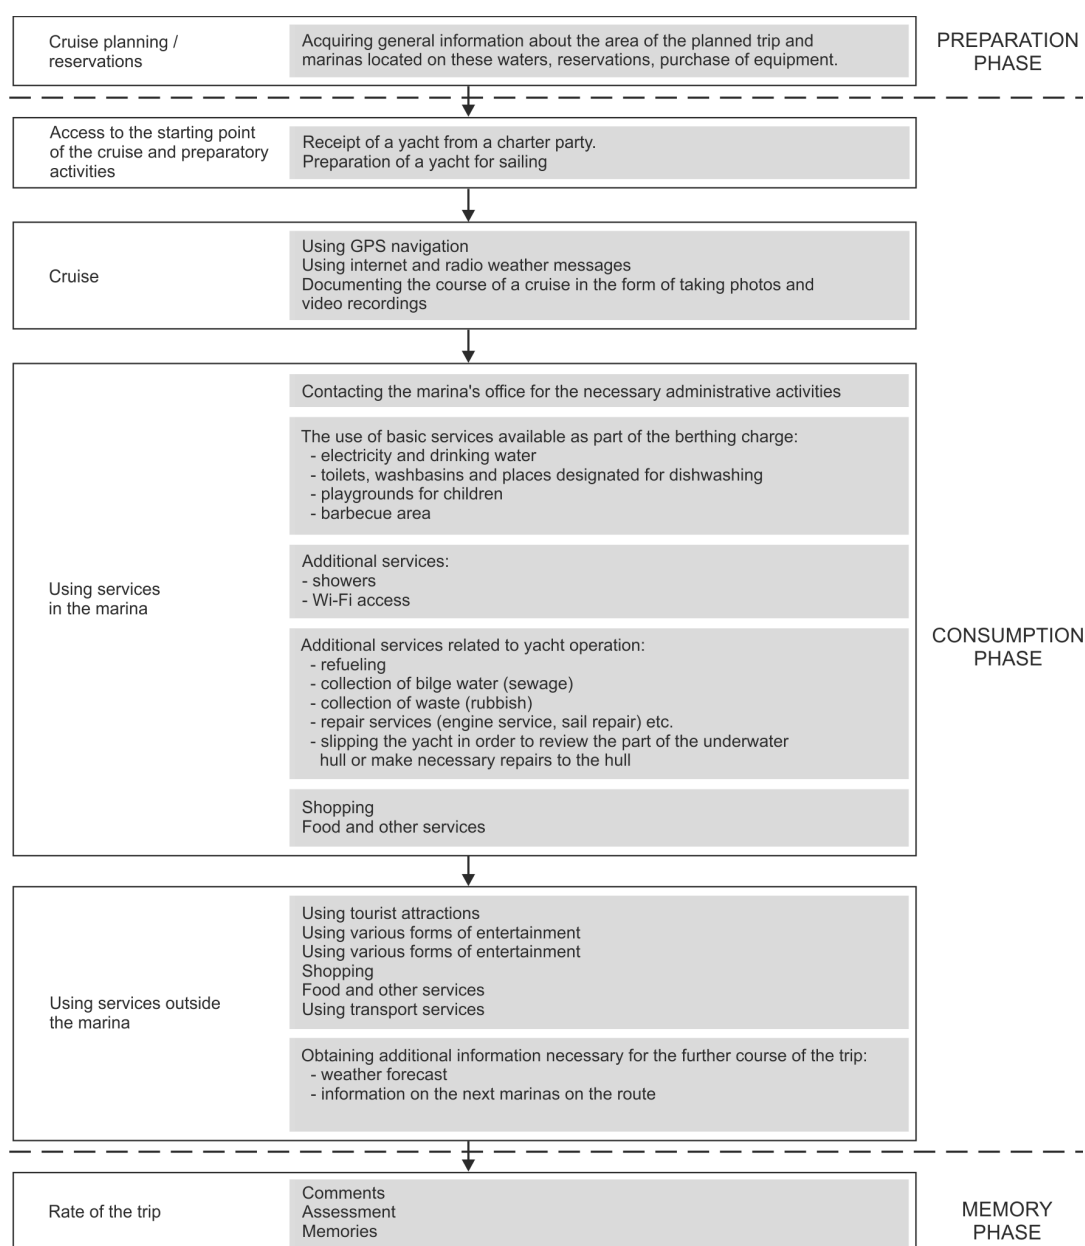 Cruise planning /
reservations
Acquiring general information about the area of the planned trip and
marinas located on these waters, reservations, purchase of equipment.
PREPARATION
PHASE
Access to the starting point
of the cruise and preparatory
activities
Receipt of a yacht from a charter party.
Preparation of a yacht for sailing
Cruise
Using GPS navigation
Using internet and radio weather messages
Documenting the course of a cruise in the form of taking photos and
video recordings
Using services
in the marina
Contacting the marina's office for the necessary administrative activities
The use of basic services available as part of the berthing charge:
- electricity and drinking water
- toilets, washbasins and places designated for dishwashing
- playgrounds for children
- barbecue area
Additional services:
- showers
- Wi-Fi access
Additional services related to yacht operation:
- refueling
- collection of bilge water (sewage)
- collection of waste (rubbish)
- repair services (engine service, sail repair) etc.
- slipping the yacht in order to review the part of the underwater
hull or make necessary repairs to the hull
Shopping
Food and other services
CONSUMPTION
PHASE
Using services outside
the marina
Using tourist attractions
Using various forms of entertainment
Using various forms of entertainment
Shopping
Food and other services
Using transport services
Obtaining additional information necessary for the further course of the trip:
- weather forecast
- information on the next marinas on the route
Rate of the trip
Comments
Assessment
Memories
MEMORY
PHASE